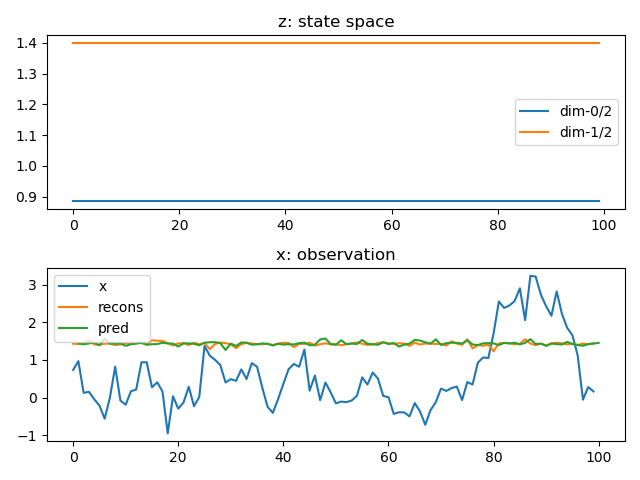 z: state space
1.4
1.3
1.2
1.1
1.0
0.9
dim-0/2
dim-1/2
0 20 40 60 80 100
x: observation
3
2
1
0
−1
x
recons
pred
0 20 40 60 80 100